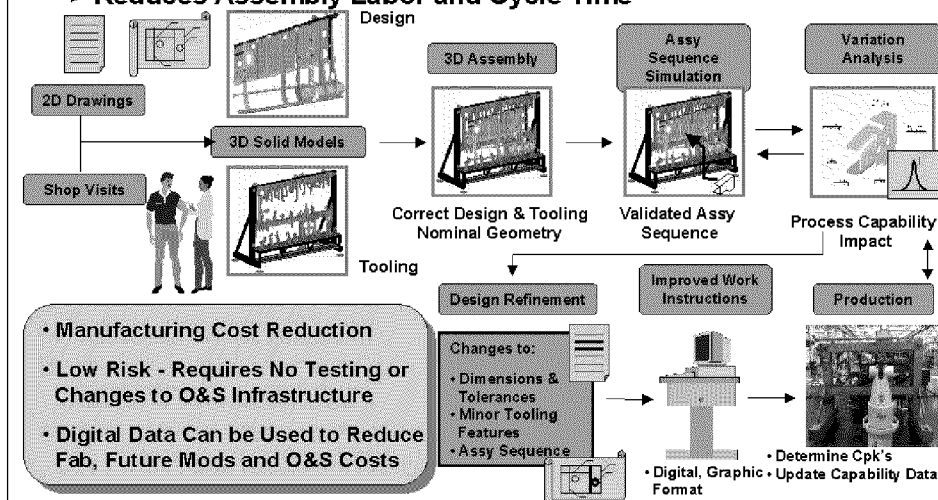 ➢ Reduces Assembly Labor and Cycle Time
Design
2D Drawings
Shop Visits
3D Solid Models
Tooling
3D Assembly
Correct Design & Tooling
Nominal Geometry
Assy
Sequence
Simulation
Validated Assy
Sequence
Variation
Analysis
Process Capability
Impact
Design Refinement
Changes to:
• Dimensions &
Tolerances
• Minor Tooling
Features
• Assy Sequence
Improved Work
Instructions
• Digital, Graphic
Format
Production
• Determine Cpk's
• Update Capability Data
• Manufacturing Cost Reduction
• Low Risk - Requires No Testing or
Changes to O&S Infrastructure
• Digital Data Can be Used to Reduce
Fab, Future Mods and O&S Costs